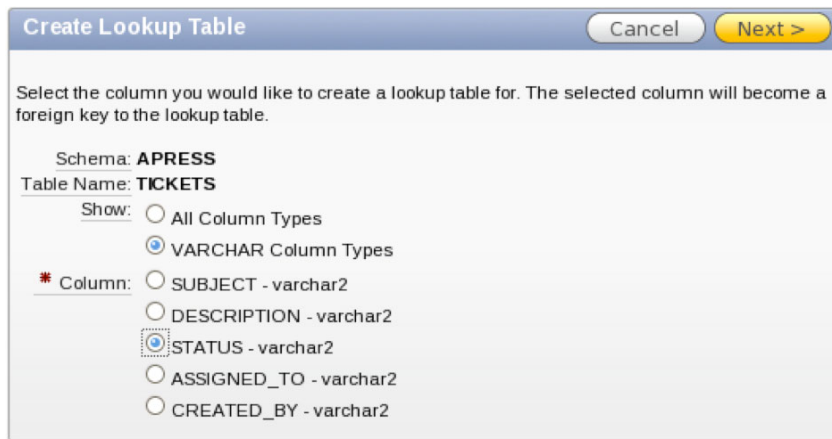 Create Lookup Table
Cancel
Next >
Select the column you would like to create a lookup table for. The selected column will become a
foreign key to the lookup table.
Schema: APRESS
Table Name: TICKETS
Show: All Column Types
VARCHAR Column Types
* Column: SUBJECT - varchar2
DESCRIPTION - varchar2
STATUS - varchar2
ASSIGNED_TO - varchar2
CREATED_BY - varchar2